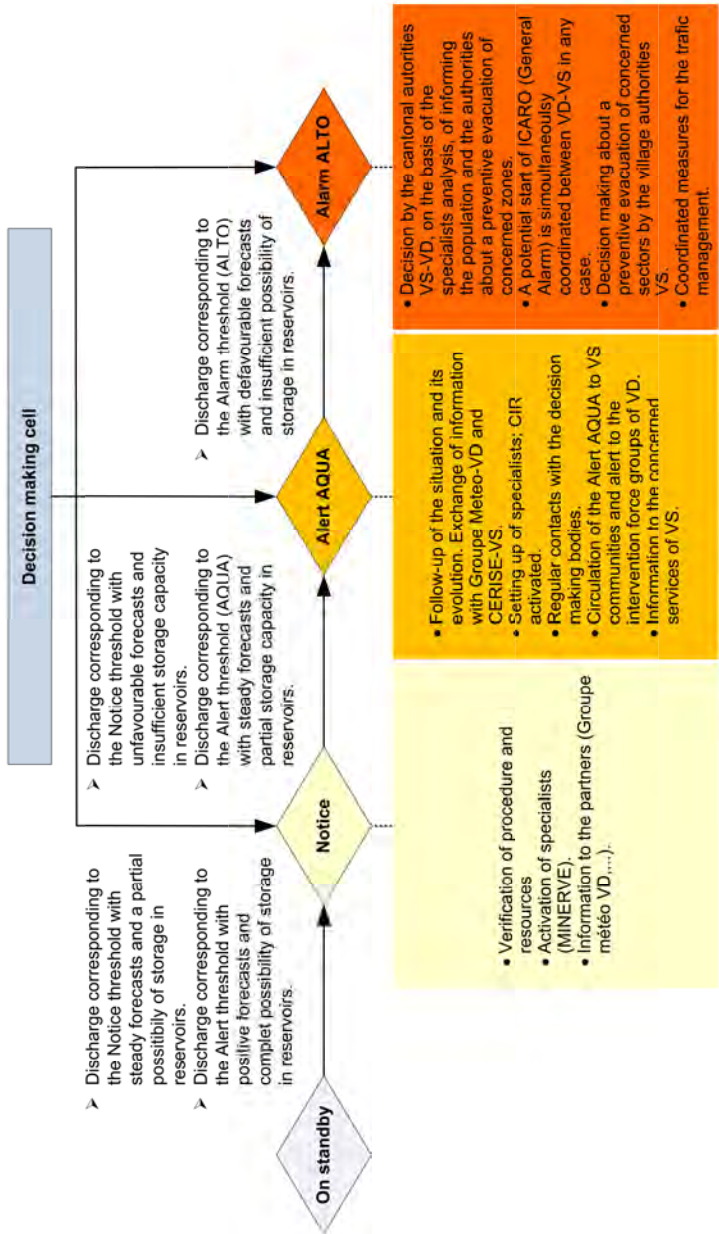 Decision making cell
➢ Discharge corresponding to
the Notice threshold with
steady forecasts and a partial
possitibily of storage in
reservoirs.
➢ Discharge corresponding to
the Alert threshold with
positive forecasts and
complet possibility of storage
in reservoirs.
➢ Discharge corresponding to
the Notice threshold with
unfavourable forecasts and
insufficient storage capacity
in reservoirs.
➢ Discharge corresponding to
the Alert threshold (AQUA)
with steady forecasts and
partial storage capacity in
reservoirs.
➢ Discharge corresponding to
the Alarm threshold (ALTO)
with defavourable forecasts
and insufficient possibility of
storage in reservoirs.
On standby
Notice
Alert AQUA
Alarm ALTO
• Verification of procedure and
resources
• Activation of specialists
(MINERVE).
• Information to the partners (Groupe
météo VD,...).
• Follow-up of the situation and its
evolution. Exchange of information
with Groupe Meteo-VD and
CERISE-VS.
• Setting up of specialists; CIR
activated.
• Regular contacts with the decision
making bodies.
• Circulation of the Alert AQUA to VS
communities and alert to the
intervention force groups of VD.
• Information to the concerned
services of VS.
• Decision by the cantonal autorities
VS-VD, on the basis of the
specialists analysis, of informing
the population and the authorities
about a preventive evacuation of
concerned zones.
• A potential start of ICARO (General
Alarm) is simultaneoulsy
coordinated between VD-VS in any
case.
• Decision making about a
preventive evacuation of concerned
sectors by the village authorities
VS.
• Coordinated measures for the trafic
management.